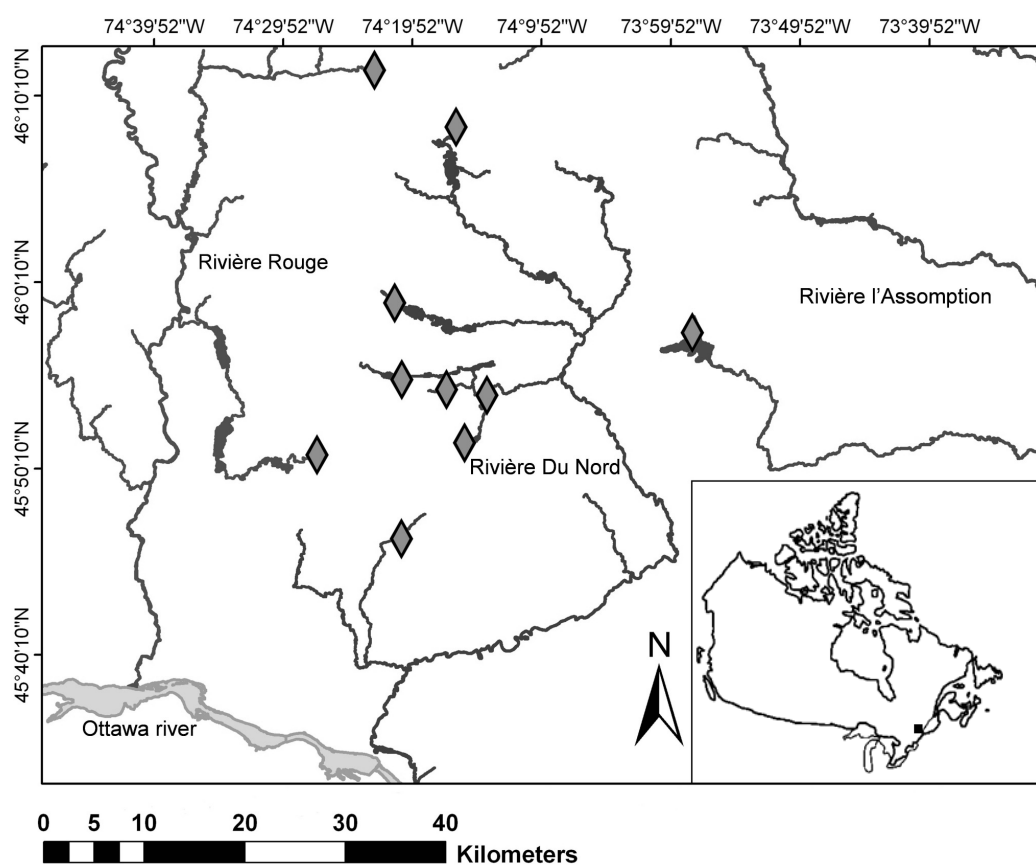 74°39'52"W 74°29'52"W 74°19'52"W 74°9'52"W 73°59'52"W 73°49'52"W 73°39'52"W
46°10'10"N
46°0'10"N
45°50'10"N
45°40'10"N
Rivière Rouge
Rivière l'Assomption
Rivière Du Nord
Ottawa river
N
0 5 10 20 30 40
Kilometers